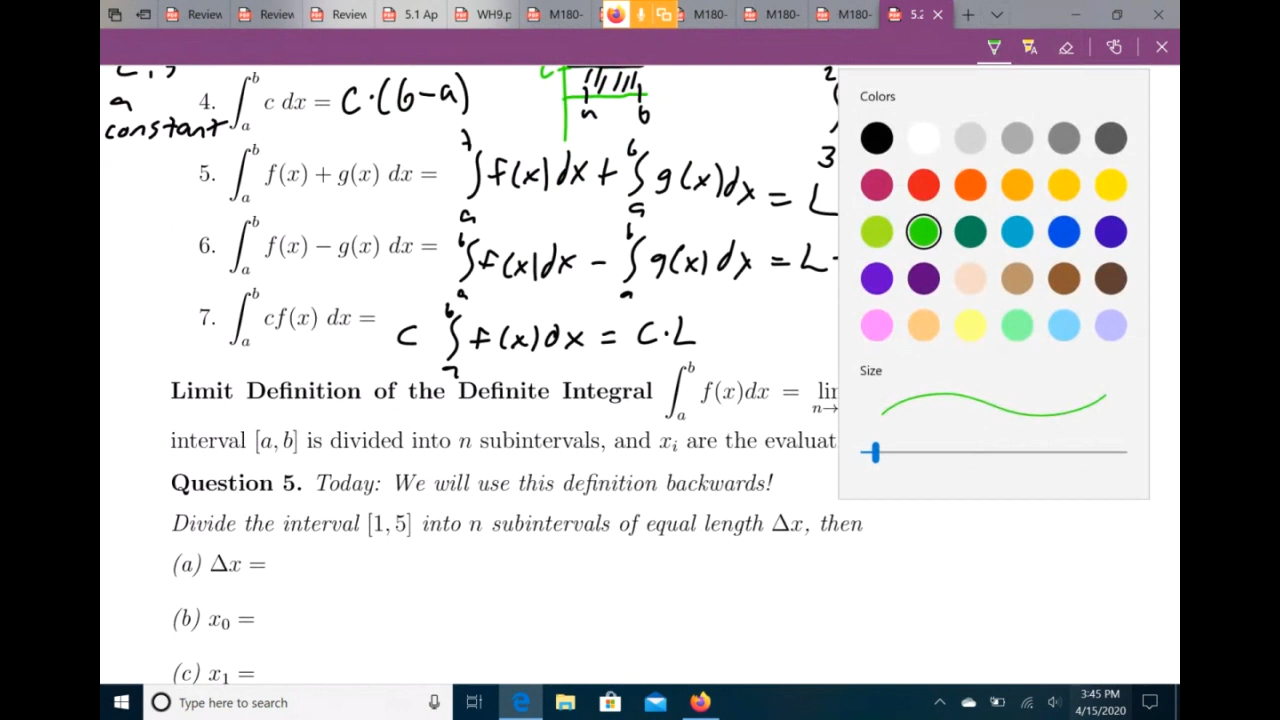 Review
Review
Review
5.1 Ap
WH9.p
M180-
M180-
M180-
M180-
5.2
a
constant
4. ∫_a^b c dx = c·(b-a)
c
a b
2
3
5. ∫_a^b f(x) + g(x) dx = ∫_a f(x)dx + ∫_a^b g(x)dx = L
6. ∫_a^b f(x) − g(x) dx = ∫_a^b f(x)dx − ∫_a^b g(x)dx = L
7. ∫_a^b cf(x) dx = c ∫^b f(x)dx = c·L
Limit Definition of the Definite Integral ∫_a^b f(x)dx = lim n→
interval [a, b] is divided into n subintervals, and x_i are the evaluat
Question 5. Today: We will use this definition backwards!
Divide the interval [1, 5] into n subintervals of equal length Δx, then
(a) Δx =
(b) x₀ =
(c) x₁ =
Colors
Size
Type here to search
3:45 PM
4/15/2020